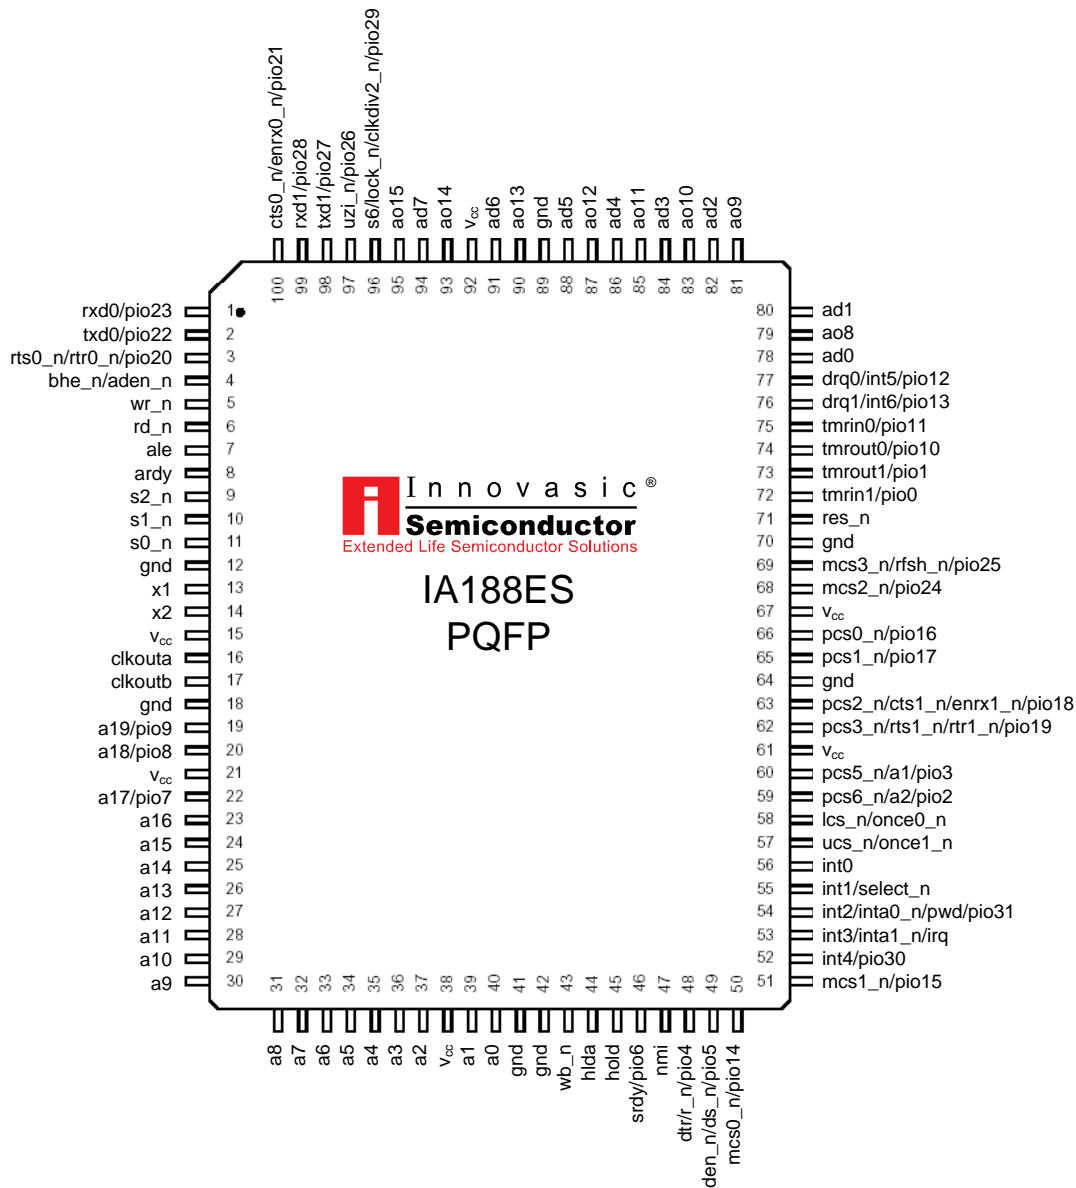 cts0_n/enrx0_n/pio21
rxd1/pio28
txd1/pio27
uzi_n/pio26
s6/lock_n/clkdiv2_n/pio29
ao15
ad7
ao14
vcc
ad6
ao13
gnd
ad5
ao12
ad4
ao11
ad3
ao10
ad2
ao9
100 99 98 97 96 95 94 93 92 91 90 89 88 87 86 85 84 83 82 81
rxd0/pio23 1
txd0/pio22 2
rts0_n/rtr0_n/pio20 3
bhe_n/aden_n 4
wr_n 5
rd_n 6
ale 7
ardy 8
s2_n 9
s1_n 10
s0_n 11
gnd 12
x1 13
x2 14
vcc 15
clkouta 16
clkoutb 17
gnd 18
a19/pio9 19
a18/pio8 20
vcc 21
a17/pio7 22
a16 23
a15 24
a14 25
a13 26
a12 27
a11 28
a10 29
a9 30
i Innovasic ®
Semiconductor
Extended Life Semiconductor Solutions
IA188ES
PQFP
80 ad1
79 ao8
78 ad0
77 drq0/int5/pio12
76 drq1/int6/pio13
75 tmrin0/pio11
74 tmrout0/pio10
73 tmrout1/pio1
72 tmrin1/pio0
71 res_n
70 gnd
69 mcs3_n/rfsh_n/pio25
68 mcs2_n/pio24
67 vcc
66 pcs0_n/pio16
65 pcs1_n/pio17
64 gnd
63 pcs2_n/cts1_n/enrx1_n/pio18
62 pcs3_n/rts1_n/rtr1_n/pio19
61 vcc
60 pcs5_n/a1/pio3
59 pcs6_n/a2/pio2
58 lcs_n/once0_n
57 ucs_n/once1_n
56 int0
55 int1/select_n
54 int2/inta0_n/pwd/pio31
53 int3/inta1_n/irq
52 int4/pio30
51 mcs1_n/pio15
31 32 33 34 35 36 37 38 39 40 41 42 43 44 45 46 47 48 49 50
a8
a7
a6
a5
a4
a3
a2
vcc
a1
a0
gnd
gnd
wb_n
hlda
hold
srdy/pio6
nmi
dtr/r_n/pio4
den_n/ds_n/pio5
mcs0_n/pio14